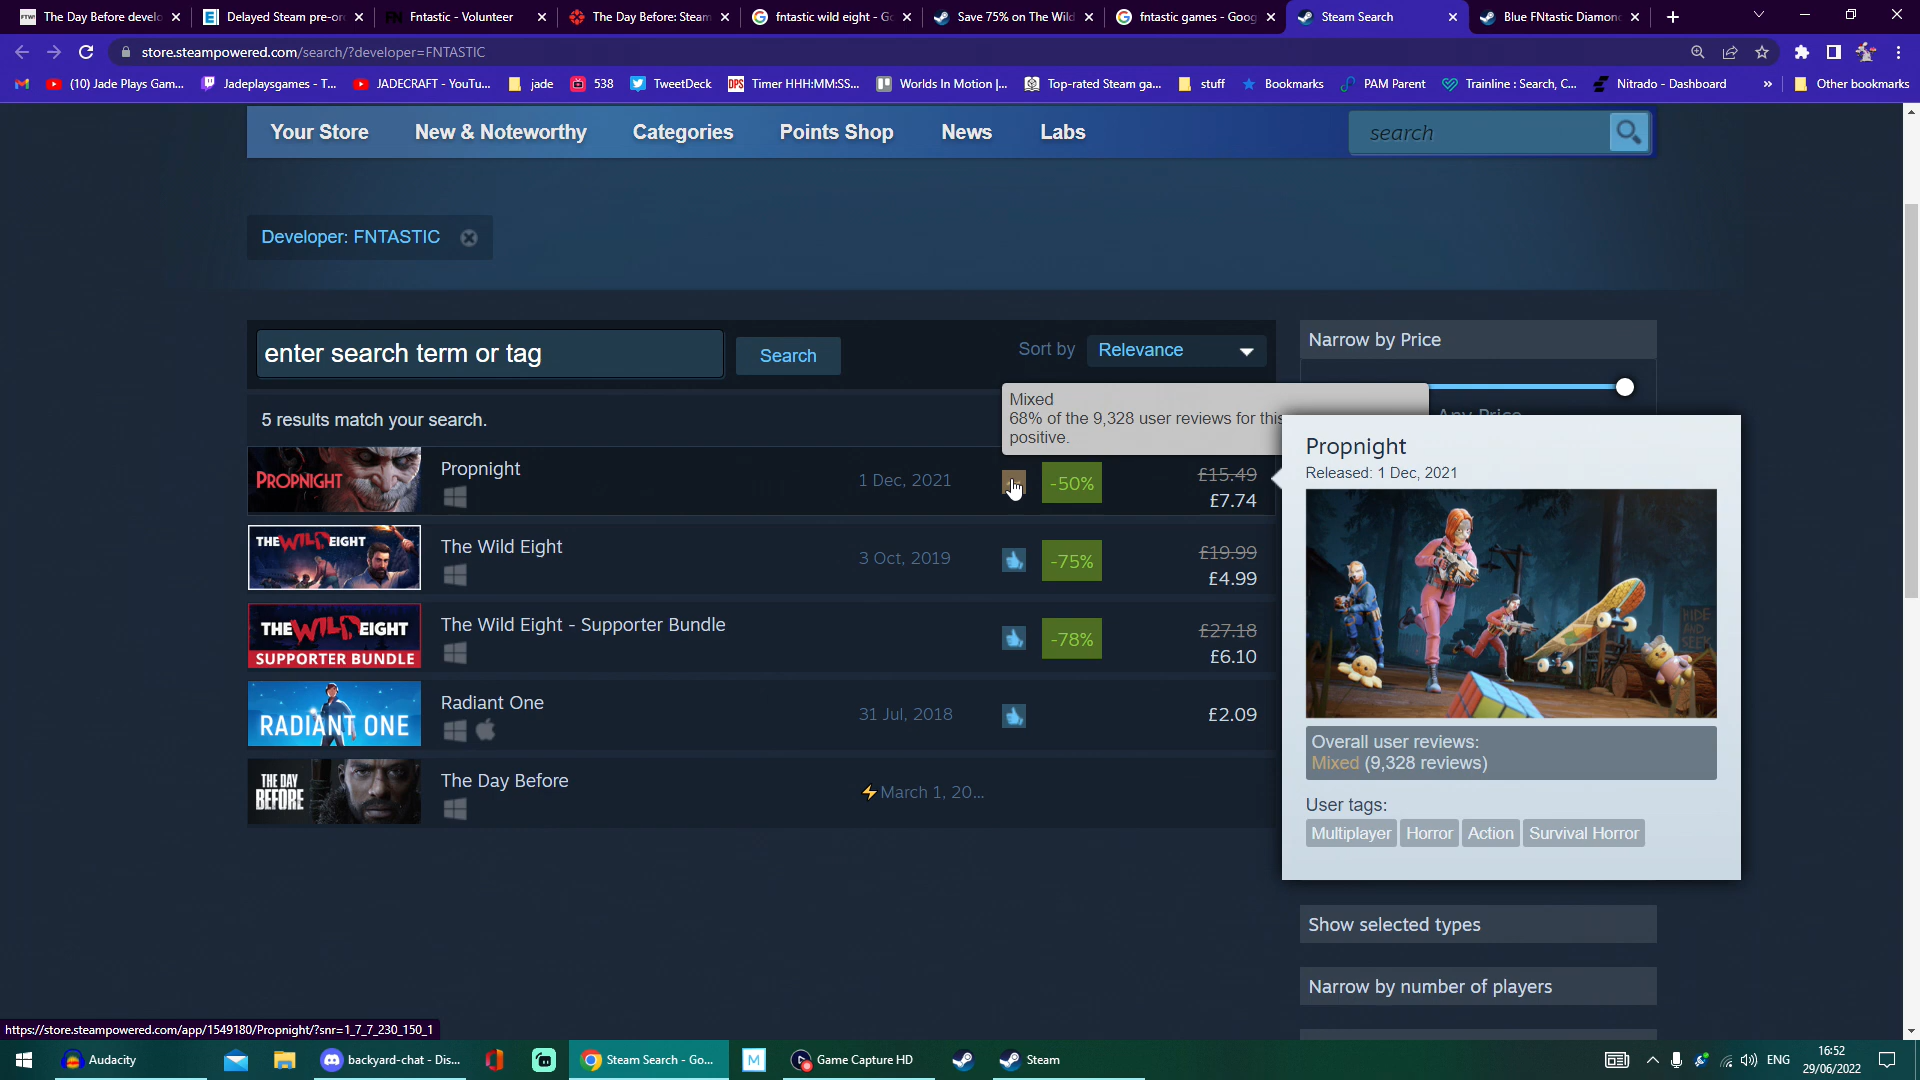 The Day Before develo
Delayed Steam pre-or
Fntastic - Volunteer
The Day Before: Steam
fntastic wild eight - Go
Save 75% on The Wild
fntastic games - Goog
Steam Search
Blue FNtastic Diamon
store.steampowered.com/search/?developer=FNTASTIC
(10) Jade Plays Gam...
Jadeplaysgames - T...
JADECRAFT - YouTu...
jade
538
TweetDeck
Timer HHH:MM:SS...
Worlds In Motion |...
Top-rated Steam ga...
stuff
Bookmarks
PAM Parent
Trainline : Search, C...
Nitrado - Dashboard
»
Other bookmarks
Your Store
New & Noteworthy
Categories
Points Shop
News
Labs
search
Developer: FNTASTIC
enter search term or tag
Search
Sort by
Relevance
Narrow by Price
5 results match your search.
Mixed
68% of the 9,328 user reviews for this
positive.
Any Price
PROPNIGHT
Propnight
1 Dec, 2021
-50%
£15.49
£7.74
THE WILD EIGHT
The Wild Eight
3 Oct, 2019
-75%
£19.99
£4.99
THE WILD EIGHT
SUPPORTER BUNDLE
The Wild Eight - Supporter Bundle
-78%
£27.18
£6.10
RADIANT ONE
Radiant One
31 Jul, 2018
£2.09
THE DAY
BEFORE
The Day Before
March 1, 20...
Propnight
Released: 1 Dec, 2021
HIDE
AND
SEEK
Overall user reviews:
Mixed (9,328 reviews)
User tags:
Multiplayer
Horror
Action
Survival Horror
Show selected types
Narrow by number of players
https://store.steampowered.com/app/1549180/Propnight/?snr=1_7_7_230_150_1
Audacity
backyard-chat - Dis...
Steam Search - Go...
M
Game Capture HD
Steam
ENG
16:52
29/06/2022